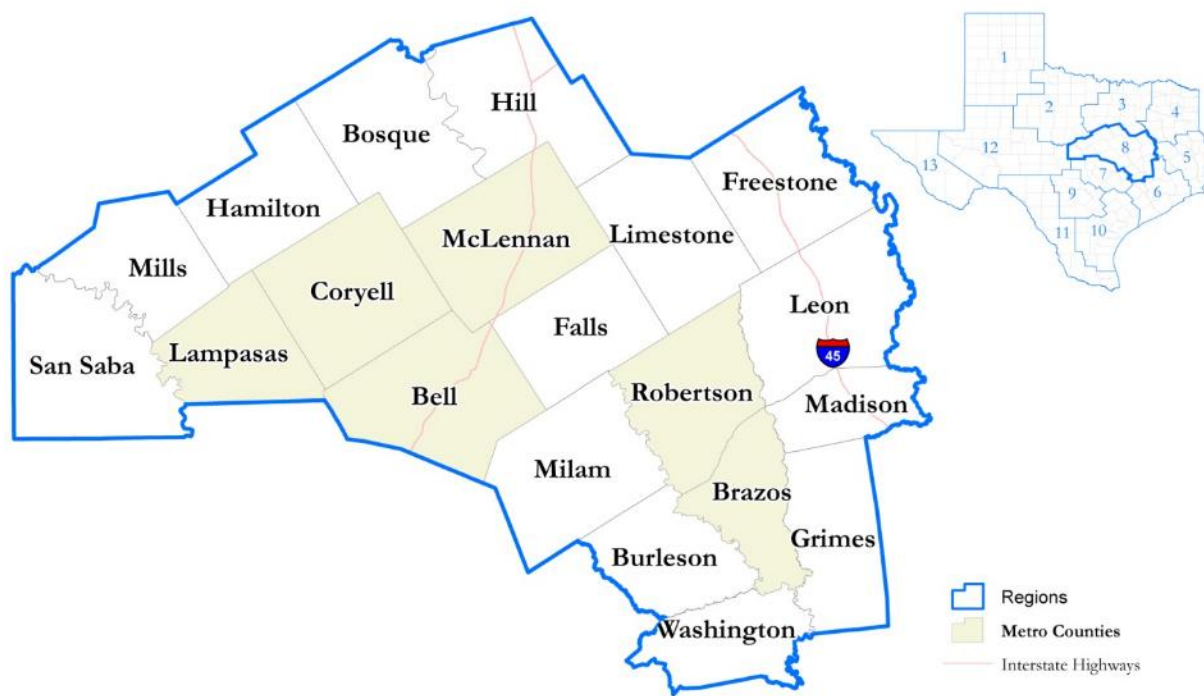 Hill
Bosque
Freestone
Hamilton
McLennan
Limestone
Mills
Coryell
Leon
Falls
San Saba
Lampasas
45
Bell
Robertson
Madison
Milam
Brazos
Grimes
Burleson
Washington
1
2
3
4
8
12
5
13
7
9
6
11
10
Regions
Metro Counties
Interstate Highways